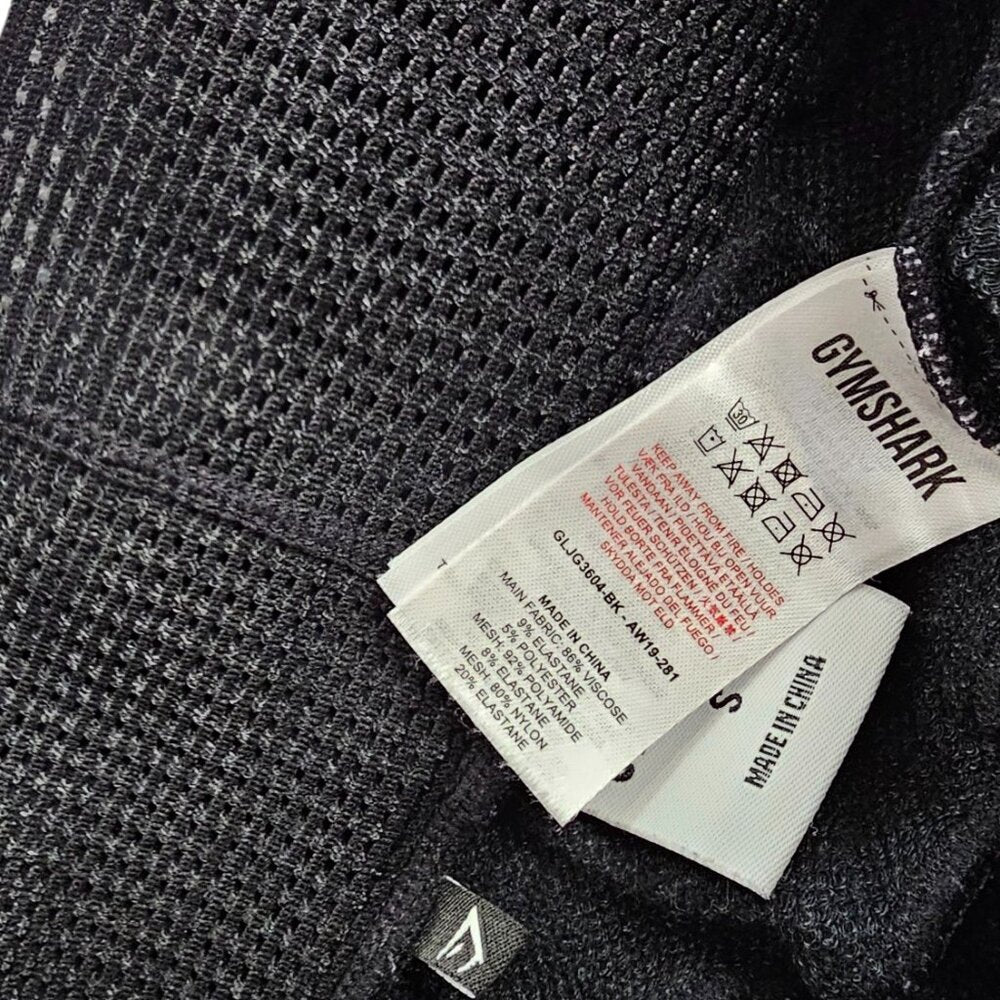 GYMSHARK
30
KEEP AWAY FROM FIRE / HOLDES
VÆK FRA ILD / HOU BIJ OPEN VUUR
VANDAAN / PIDETTÄVÄ ETÄÄLLÄ
TULESTA / TENIR ÉLOIGNÉ DU FEU /
VOR FEUER SCHÜTZEN /
HOLD BORTE FRA FLAMMER /
MANTENER ALEJADO DEL FUEGO /
SKYDDA MOT ELD
GLJG3604-BK - AW19-281
MADE IN CHINA
MAIN FABRIC: 86% VISCOSE
9% ELASTANE
5% POLYESTER
MESH: 92% POLYAMIDE
8% ELASTANE
MESH: 80% NYLON
20% ELASTANE
S
MADE IN CHINA